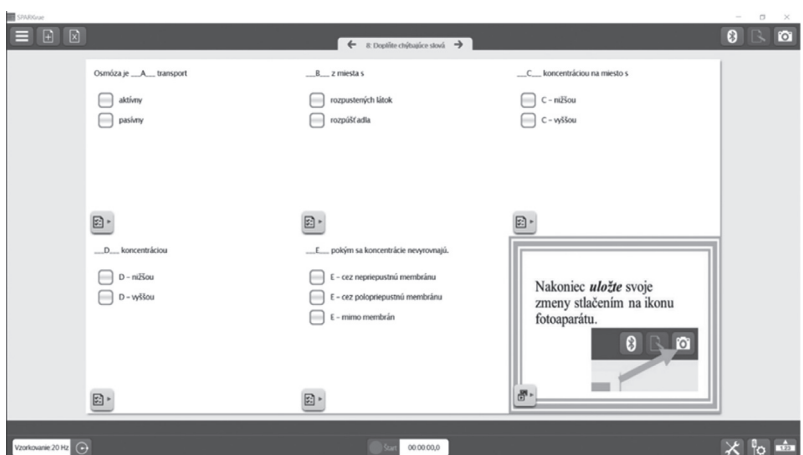 SPARKvue
8: Doplňte chýbajúce slová
Osmóza je __A__ transport
aktívny
pasívny
__B__ z miesta s
rozpustených látok
rozpúšťadla
__C__ koncentráciou na miesto s
C – nižšou
C – vyššou
__D__ koncentráciou
D – nižšou
D – vyššou
__E__ pokým sa koncentrácie nevyrovnajú.
E – cez nepriepustnú membránu
E – cez polopriepustnú membránu
E – mimo membrán
Nakoniec uložte svoje
zmeny stlačením na ikonu
fotoaparátu.
Vzorkovanie 20 Hz
Štart
00:00:00,0
1.23